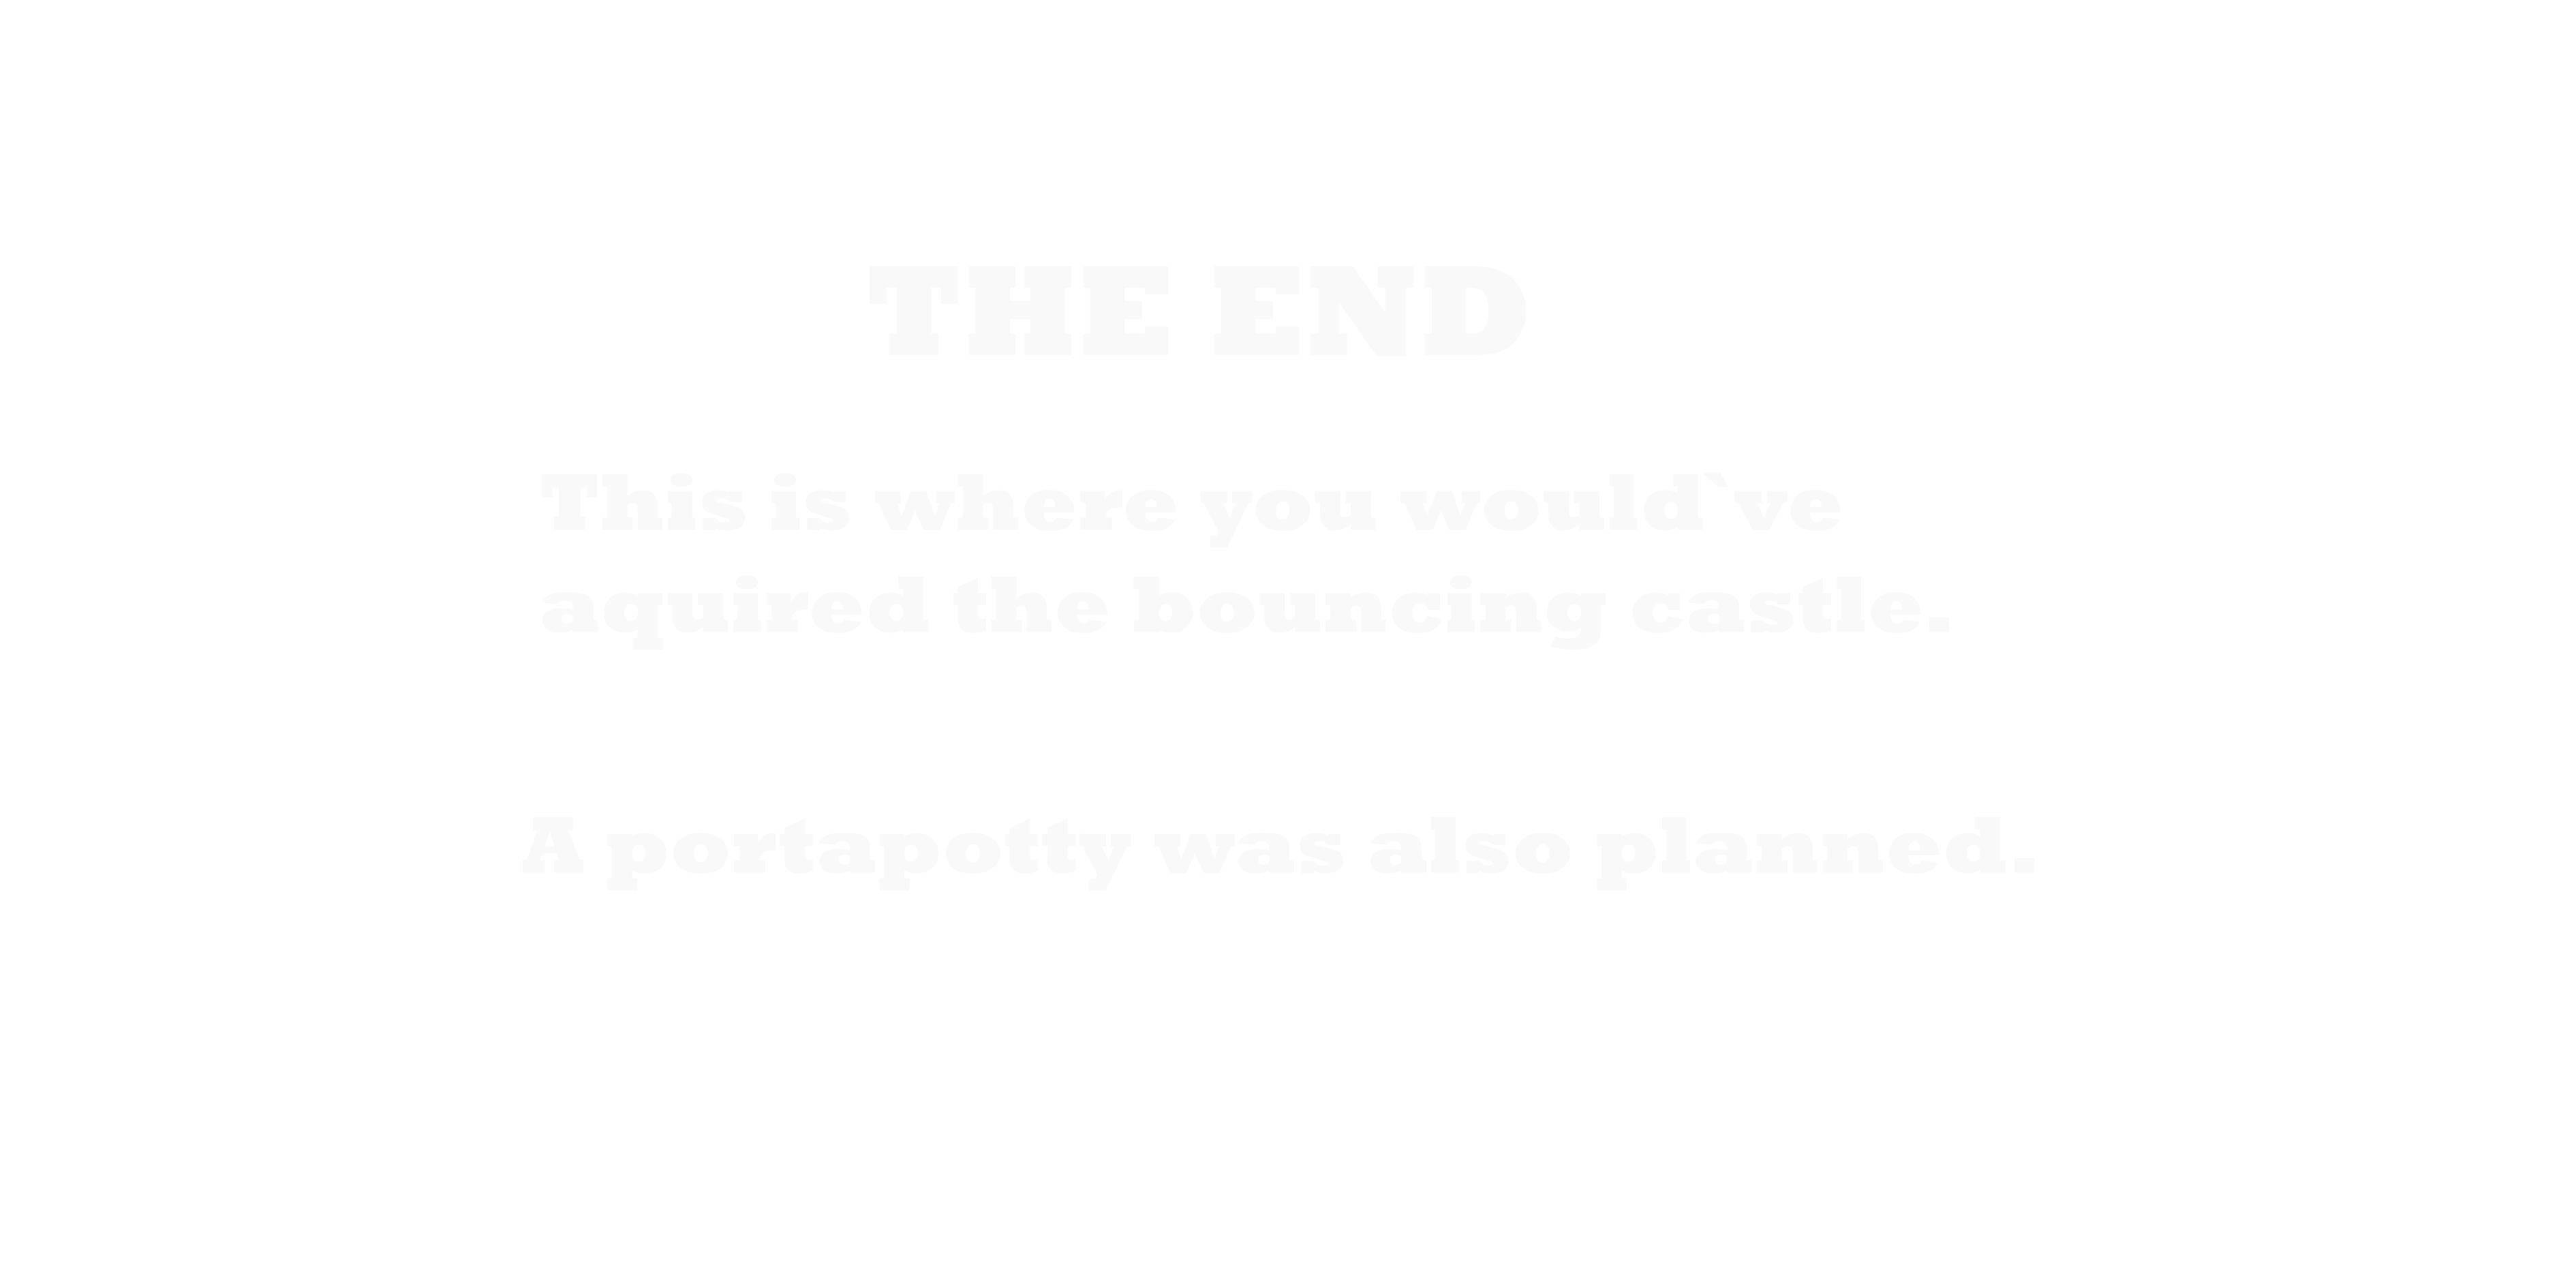 THE END
This is where you would`ve
aquired the bouncing castle.
A portapotty was also planned.